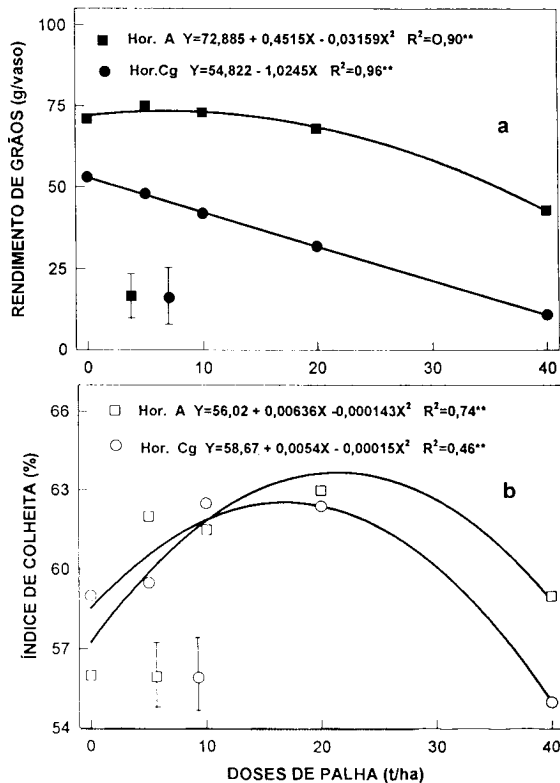 100
75
50
25
0
RENDIMENTO DE GRÃOS (g/vaso)
Hor. A Y=72,885 + 0,4515X - 0,03159X² R²=O,90**
Hor.Cg Y=54,822 - 1,0245X R²=0,96**
a
0 10 20 30 40
66
63
60
57
54
ÍNDICE DE COLHEITA (%)
Hor. A Y=56,02 + 0,00636X -0,000143X² R²=0,74**
Hor. Cg Y=58,67 + 0,0054X - 0,00015X² R²=0,46**
b
0 10 20 30 40
DOSES DE PALHA (t/ha)